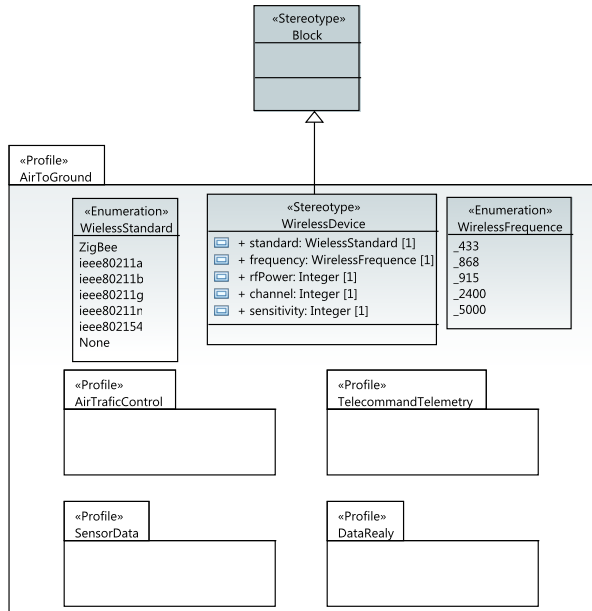 «Stereotype»
Block
«Profile»
AirToGround
«Enumeration»
WielessStandard
ZigBee
ieee80211a
ieee80211b
ieee80211g
ieee80211n
ieee802154
None
«Stereotype»
WirelessDevice
+ standard: WielessStandard [1]
+ frequency: WirelessFrequence [1]
+ rfPower: Integer [1]
+ channel: Integer [1]
+ sensitivity: Integer [1]
«Enumeration»
WirelessFrequence
_433
_868
_915
_2400
_5000
«Profile»
AirTraficControl
«Profile»
TelecommandTelemetry
«Profile»
SensorData
«Profile»
DataRealy